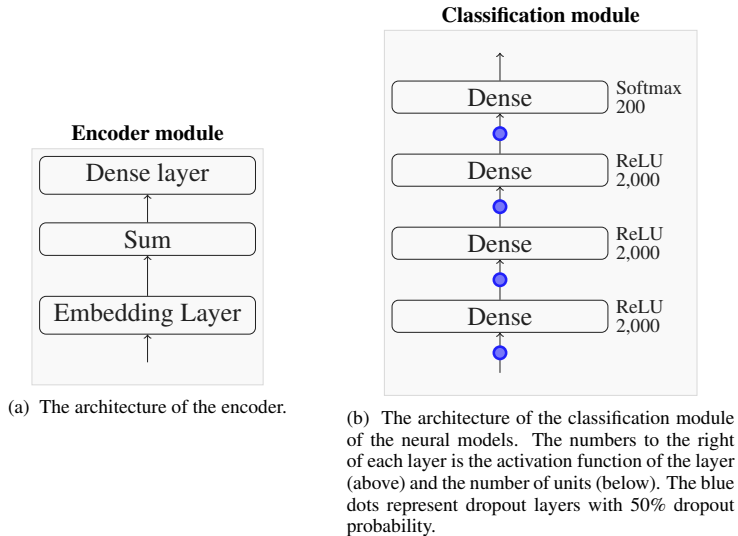 Encoder module
Dense layer
Sum
Embedding Layer
(a) The architecture of the encoder.
Classification module
Dense
Softmax
200
Dense
ReLU
2,000
Dense
ReLU
2,000
Dense
ReLU
2,000
(b) The architecture of the classification module
of the neural models. The numbers to the right
of each layer is the activation function of the layer
(above) and the number of units (below). The blue
dots represent dropout layers with 50% dropout
probability.